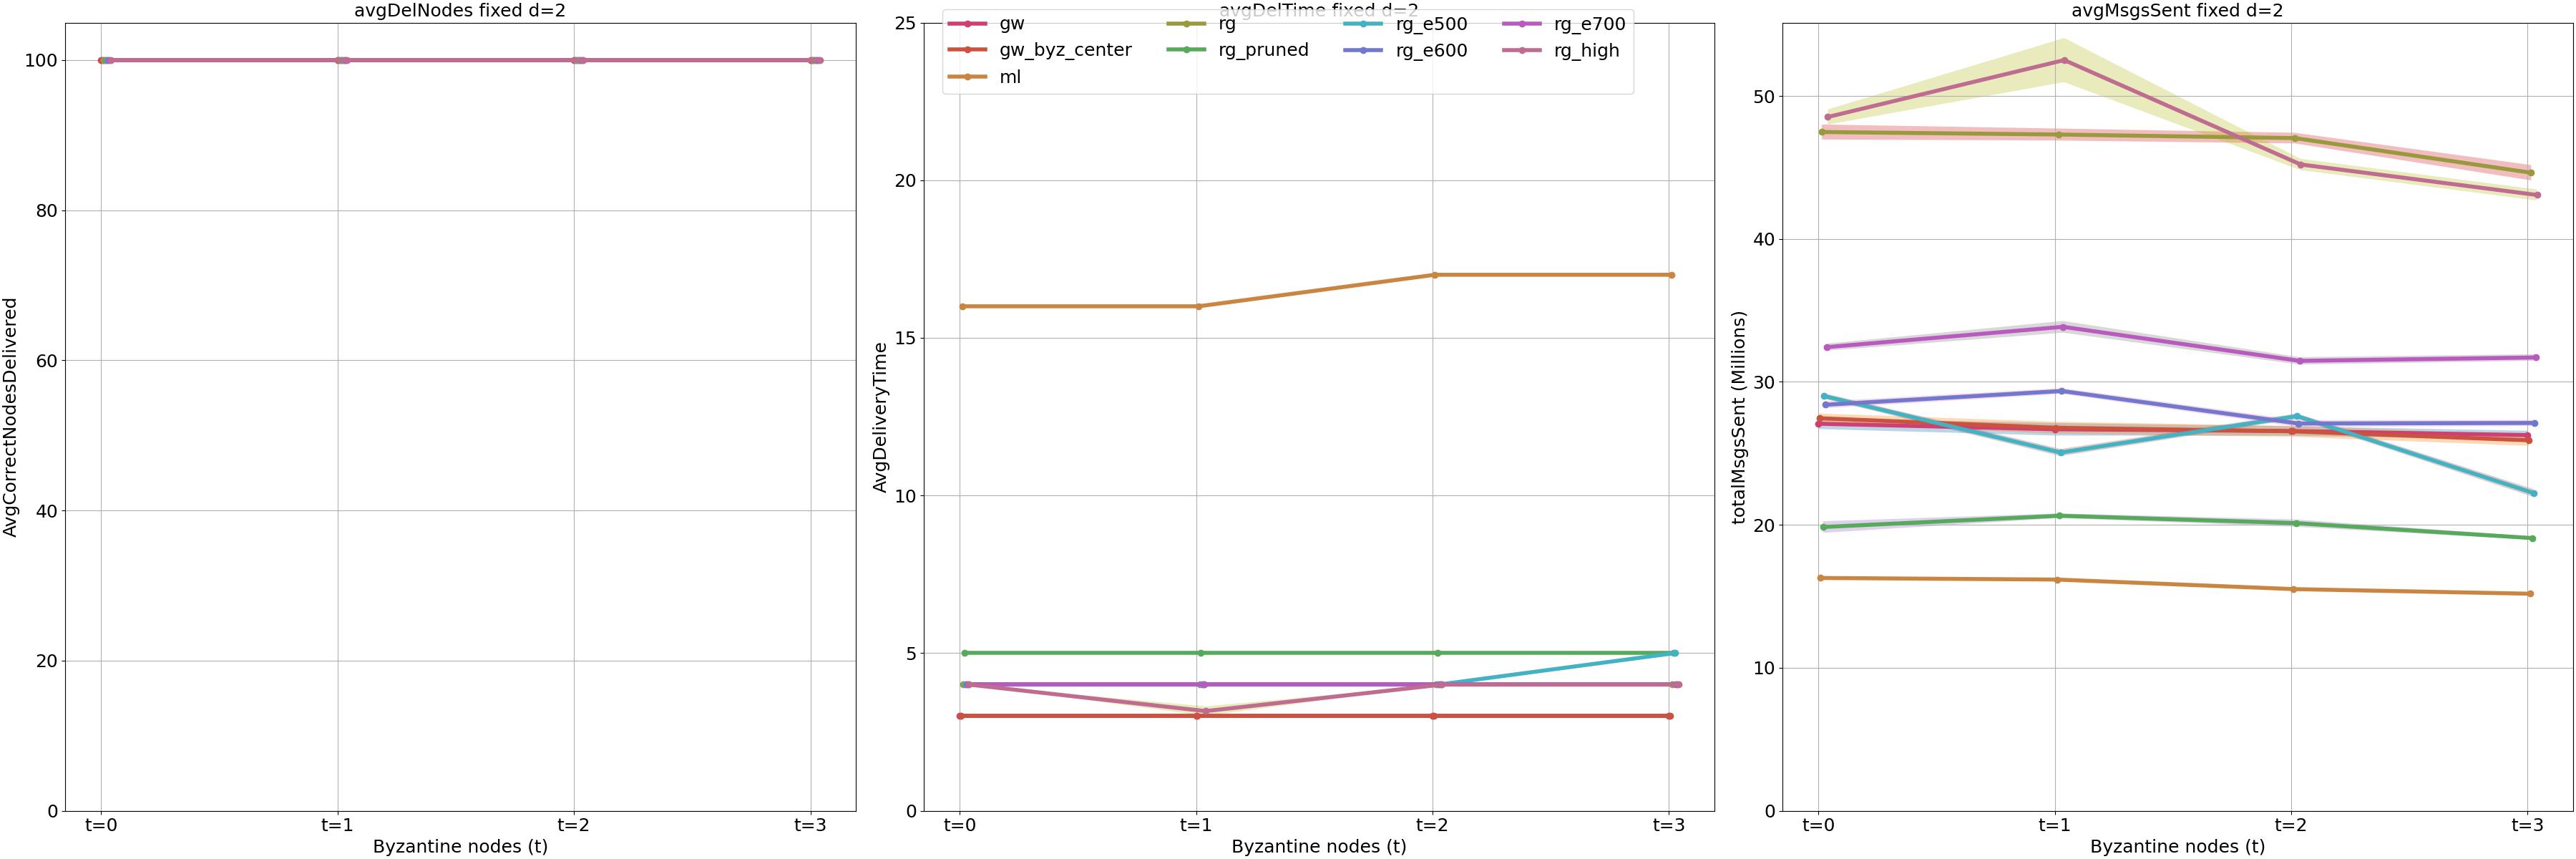 avgDelNodes fixed d=2
AvgCorrectNodesDelivered
100
80
60
40
20
0
t=0 t=1 t=2 t=3
Byzantine nodes (t)
avgDelTime fixed d=2
gw rg rg_e500 rg_e700
gw_byz_center rg_pruned rg_e600 rg_high
ml
AvgDeliveryTime
25
20
15
10
5
0
t=0 t=1 t=2 t=3
Byzantine nodes (t)
avgMsgsSent fixed d=2
totalMsgsSent (Millions)
50
40
30
20
10
0
t=0 t=1 t=2 t=3
Byzantine nodes (t)